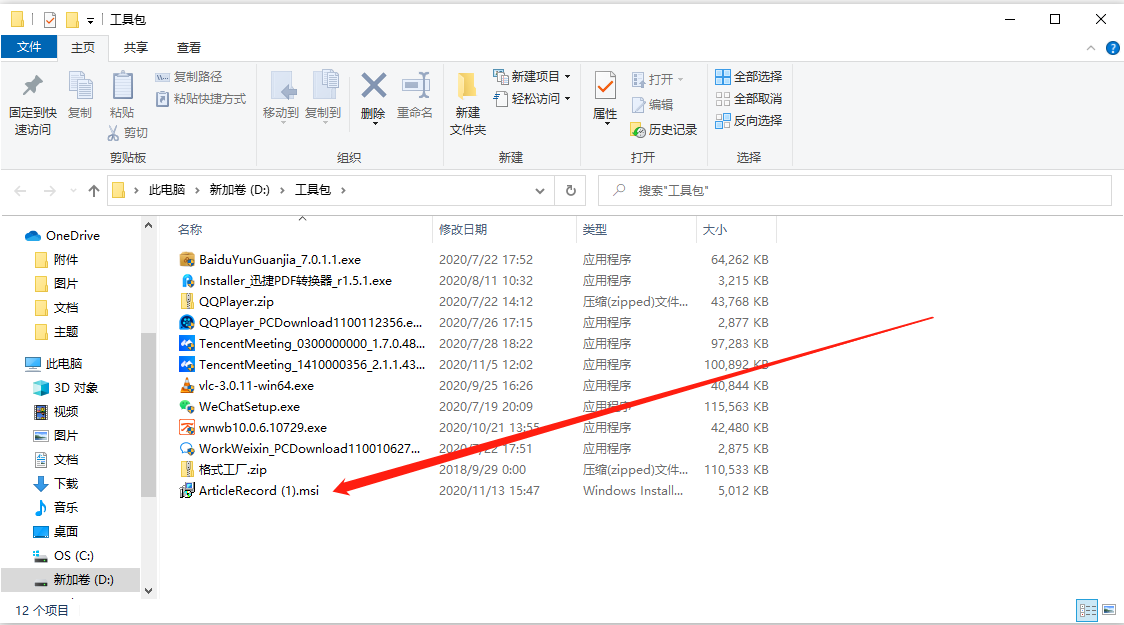 工具包
文件 主页 共享 查看
固定到快速访问 复制 粘贴 复制路径 粘贴快捷方式 剪切 移动到 复制到 删除 重命名 新建文件夹 新建项目 轻松访问 属性 打开 编辑 历史记录 全部选择 全部取消 反向选择
剪贴板 组织 新建 打开 选择
此电脑 新加卷 (D:) 工具包 搜索"工具包"
OneDrive
附件
图片
文档
主题
此电脑
3D 对象
视频
图片
文档
下载
音乐
桌面
OS (C:)
新加卷 (D:)
名称 修改日期 类型 大小
BaiduYunGuanjia_7.0.1.1.exe 2020/7/22 17:52 应用程序 64,262 KB
Installer_迅捷PDF转换器_r1.5.1.exe 2020/8/11 10:32 应用程序 3,215 KB
QQPlayer.zip 2020/7/22 14:12 压缩(zipped)文件... 43,768 KB
QQPlayer_PCDownload1100112356.e... 2020/7/26 17:15 应用程序 2,877 KB
TencentMeeting_0300000000_1.7.0.48... 2020/7/28 18:22 应用程序 97,283 KB
TencentMeeting_1410000356_2.1.1.43... 2020/11/5 12:02 应用程序 100,892 KB
vlc-3.0.11-win64.exe 2020/9/25 16:26 应用程序 40,844 KB
WeChatSetup.exe 2020/7/19 20:09 应用程序 115,563 KB
wnwb10.0.6.10729.exe 2020/10/21 13:55 应用程序 42,480 KB
WorkWeixin_PCDownload110010627... 2020/7/22 17:51 应用程序 2,875 KB
格式工厂.zip 2018/9/29 0:00 压缩(zipped)文件... 110,533 KB
ArticleRecord (1).msi 2020/11/13 15:47 Windows Install... 5,012 KB
12 个项目